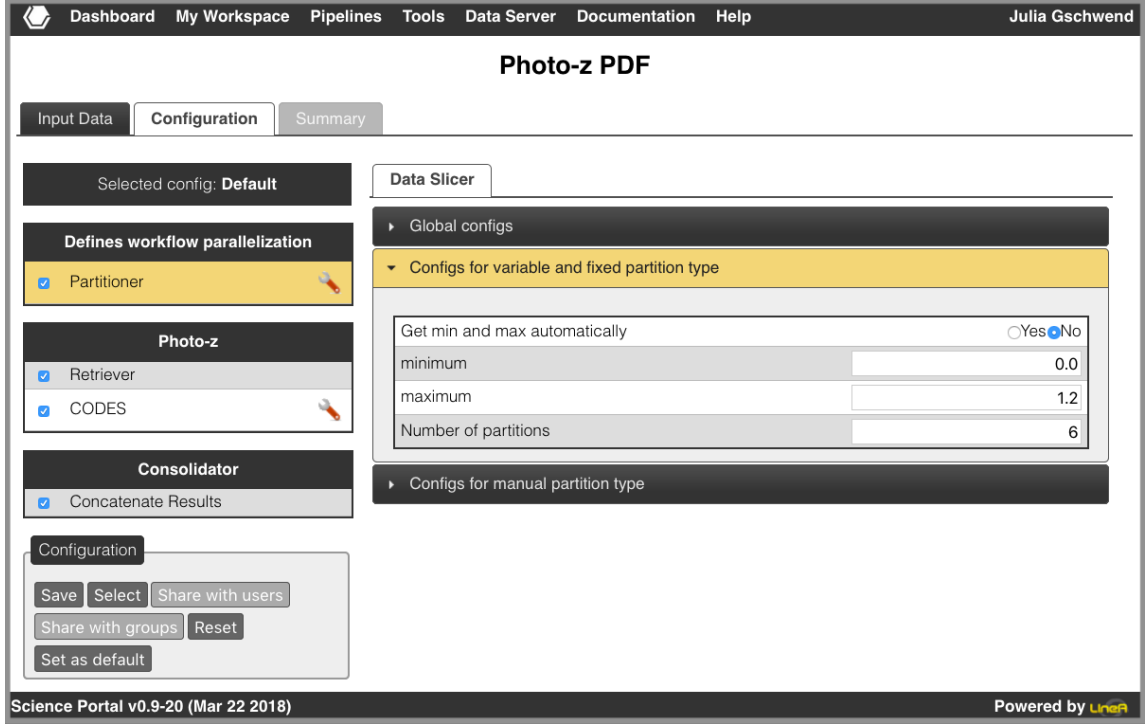 Dashboard My Workspace Pipelines Tools Data Server Documentation Help Julia Gschwend
Photo-z PDF
Input Data Configuration Summary
Selected config: Default
Defines workflow parallelization
Partitioner
Photo-z
Retriever
CODES
Consolidator
Concatenate Results
Configuration
Save Select Share with users
Share with groups Reset
Set as default
Data Slicer
Global configs
Configs for variable and fixed partition type
Get min and max automatically Yes No
minimum 0.0
maximum 1.2
Number of partitions 6
Configs for manual partition type
Science Portal v0.9-20 (Mar 22 2018) Powered by LIneA